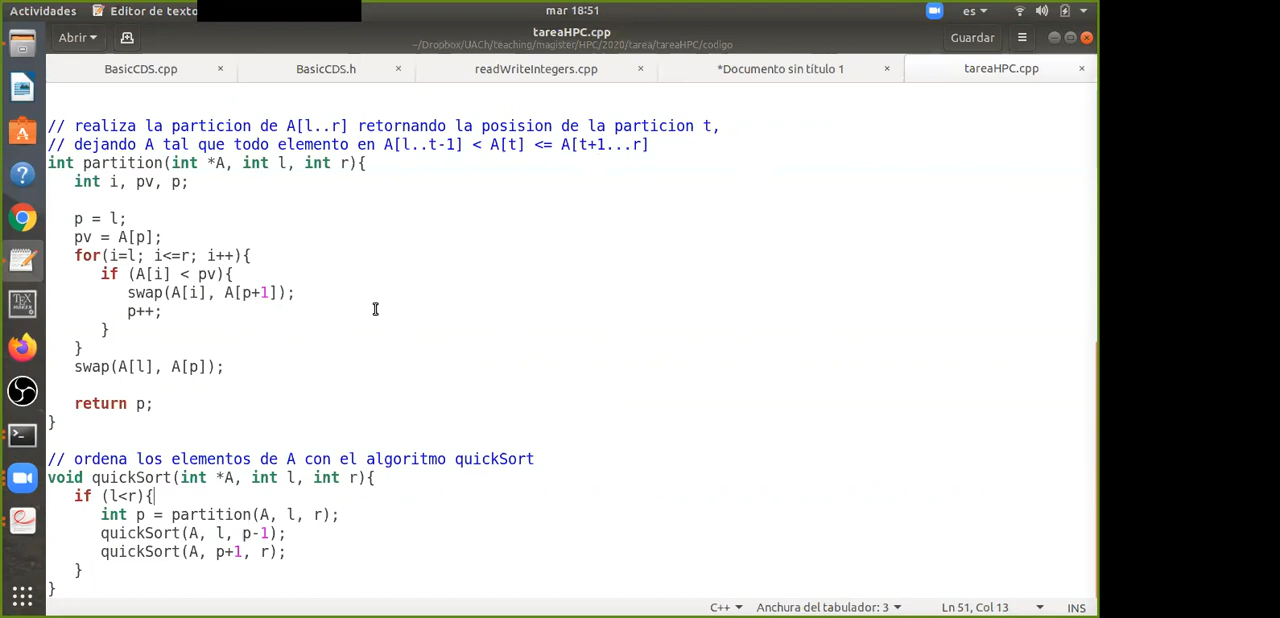 Actividades Editor de texto mar 18:51 es
Abrir tareaHPC.cpp Guardar
~/Dropbox/UACh/teaching/magister/HPC/2020/tarea/tareaHPC/codigo
BasicCDS.cpp × BasicCDS.h × readWriteIntegers.cpp × *Documento sin título 1 × tareaHPC.cpp ×
// realiza la particion de A[l..r] retornando la posision de la particion t,
// dejando A tal que todo elemento en A[l..t-1] < A[t] <= A[t+1...r]
int partition(int *A, int l, int r){
int i, pv, p;
p = l;
pv = A[p];
for(i=l; i<=r; i++){
if (A[i] < pv){
swap(A[i], A[p+1]);
p++;
}
}
swap(A[l], A[p]);
return p;
}
// ordena los elementos de A con el algoritmo quickSort
void quickSort(int *A, int l, int r){
if (l<r){
int p = partition(A, l, r);
quickSort(A, l, p-1);
quickSort(A, p+1, r);
}
}
C++ Anchura del tabulador: 3 Ln 51, Col 13 INS